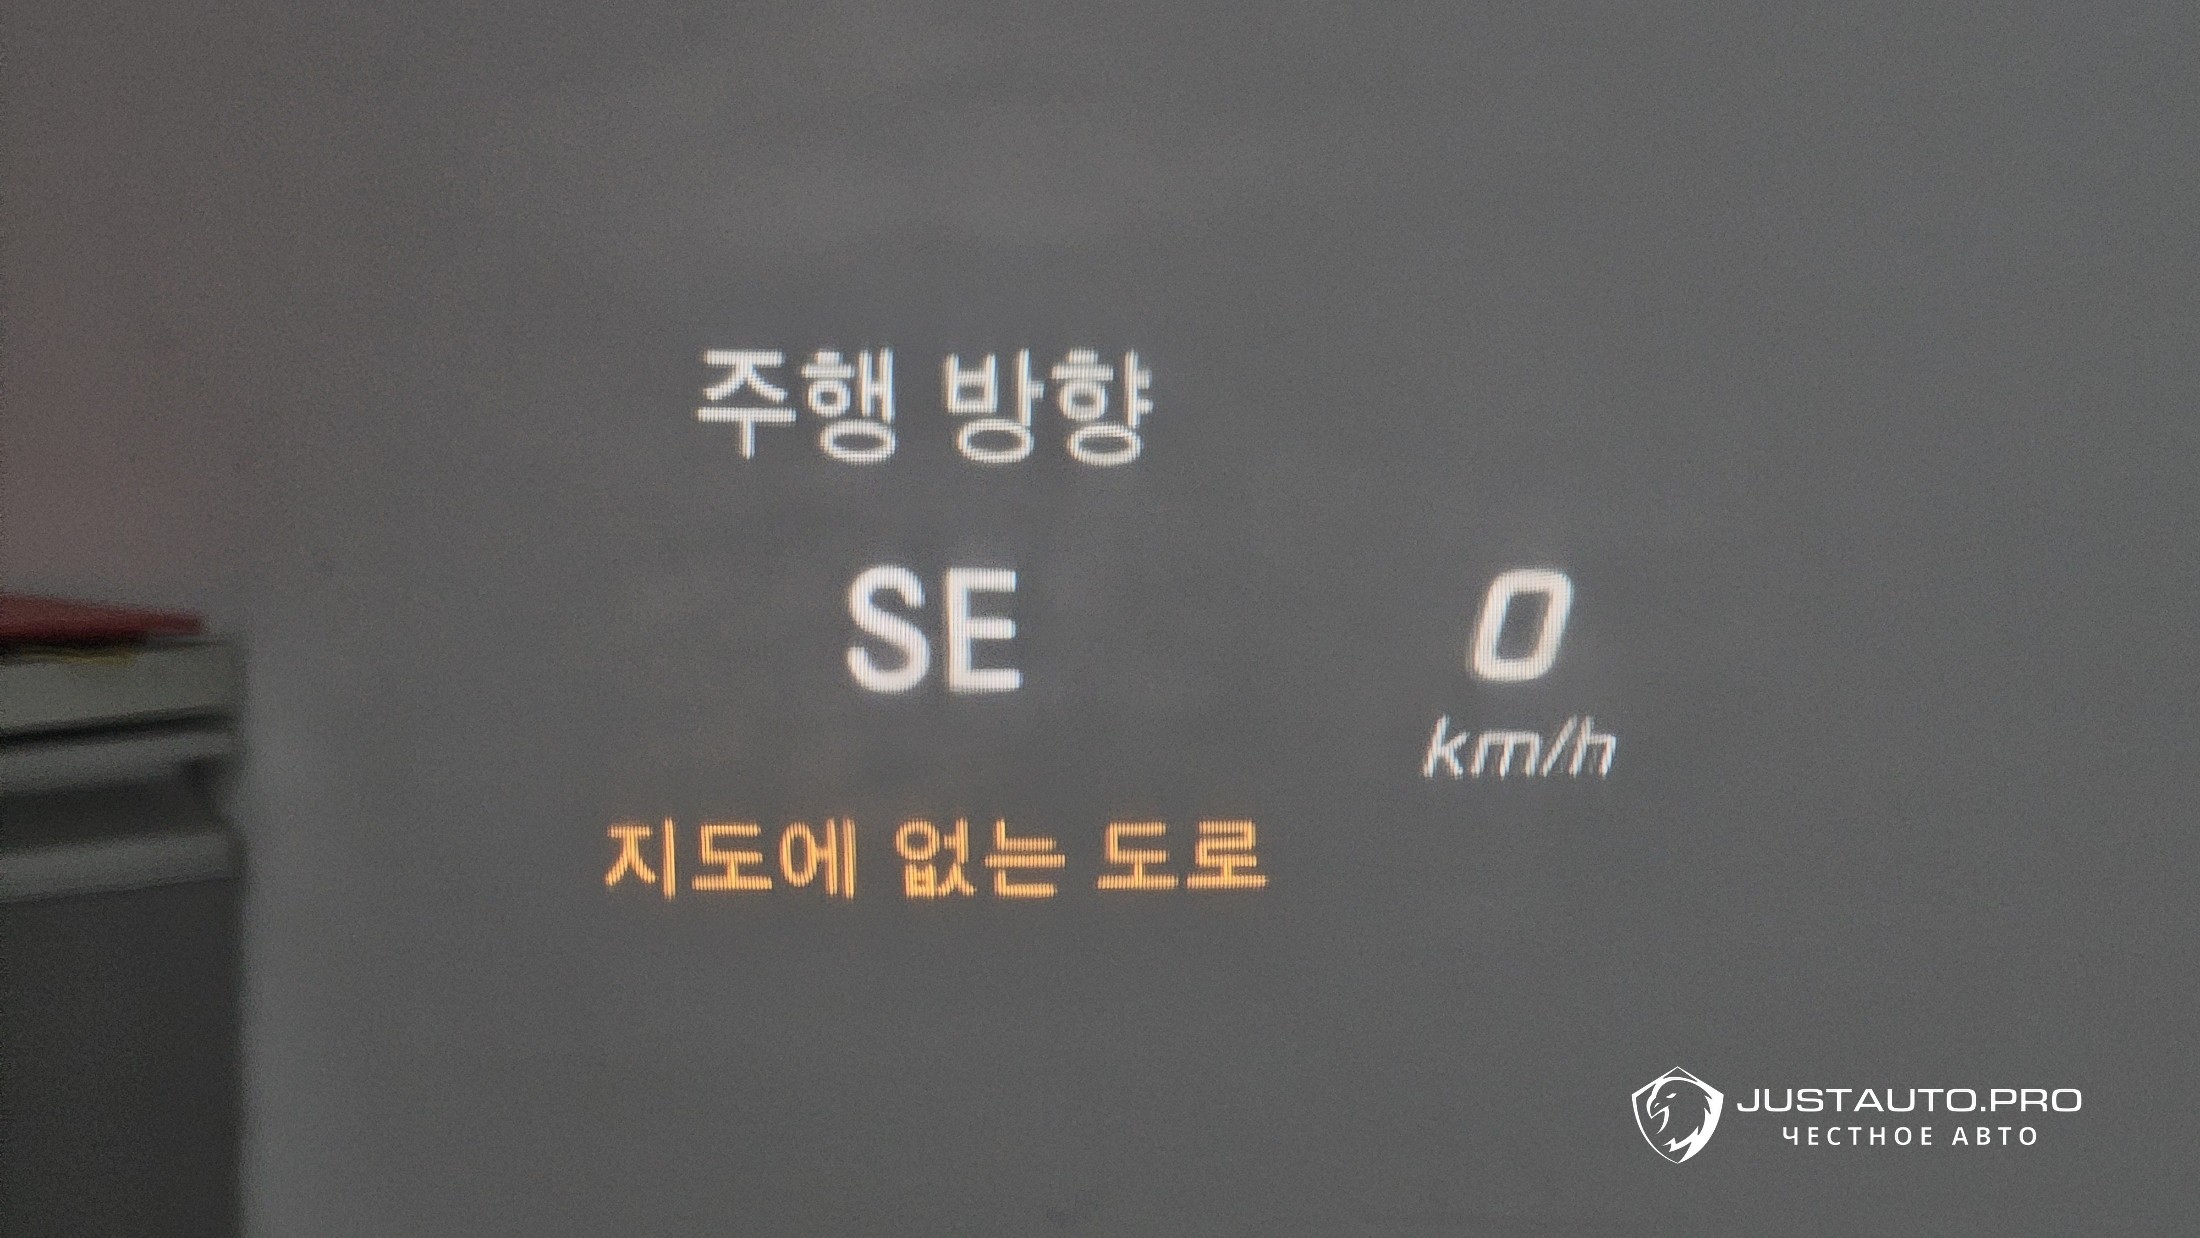 주행 방향
SE
0
km/h
지도에 없는 도로
JUSTAUTO.PRO
ЧЕСТНОЕ АВТО